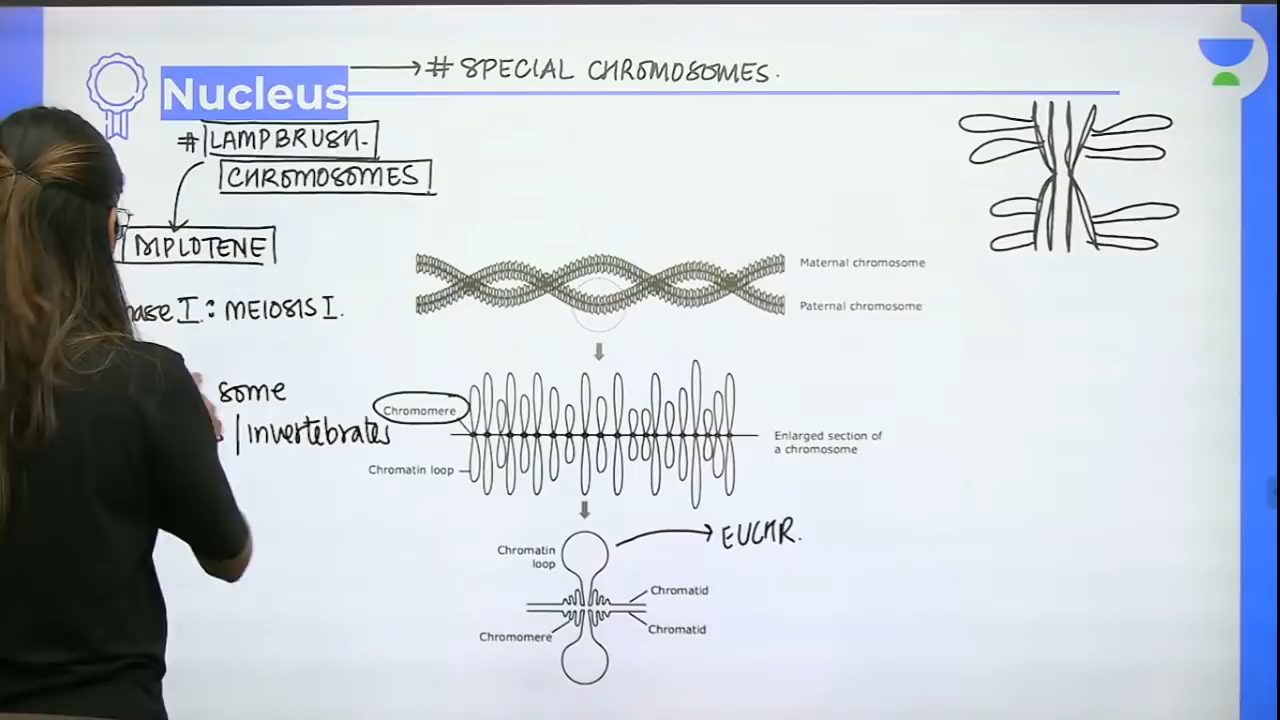 Nucleus
# SPECIAL CHROMOSOMES.
# LAMPBRUSH-
CHROMOSOMES
DIPLOTENE
hase I : MEIOSIS I.
some
invertebrates
Maternal chromosome
Paternal chromosome
Chromomere
Chromatin loop
Enlarged section of
a chromosome
EUCHR.
Chromatin
loop
Chromatid
Chromomere
Chromatid